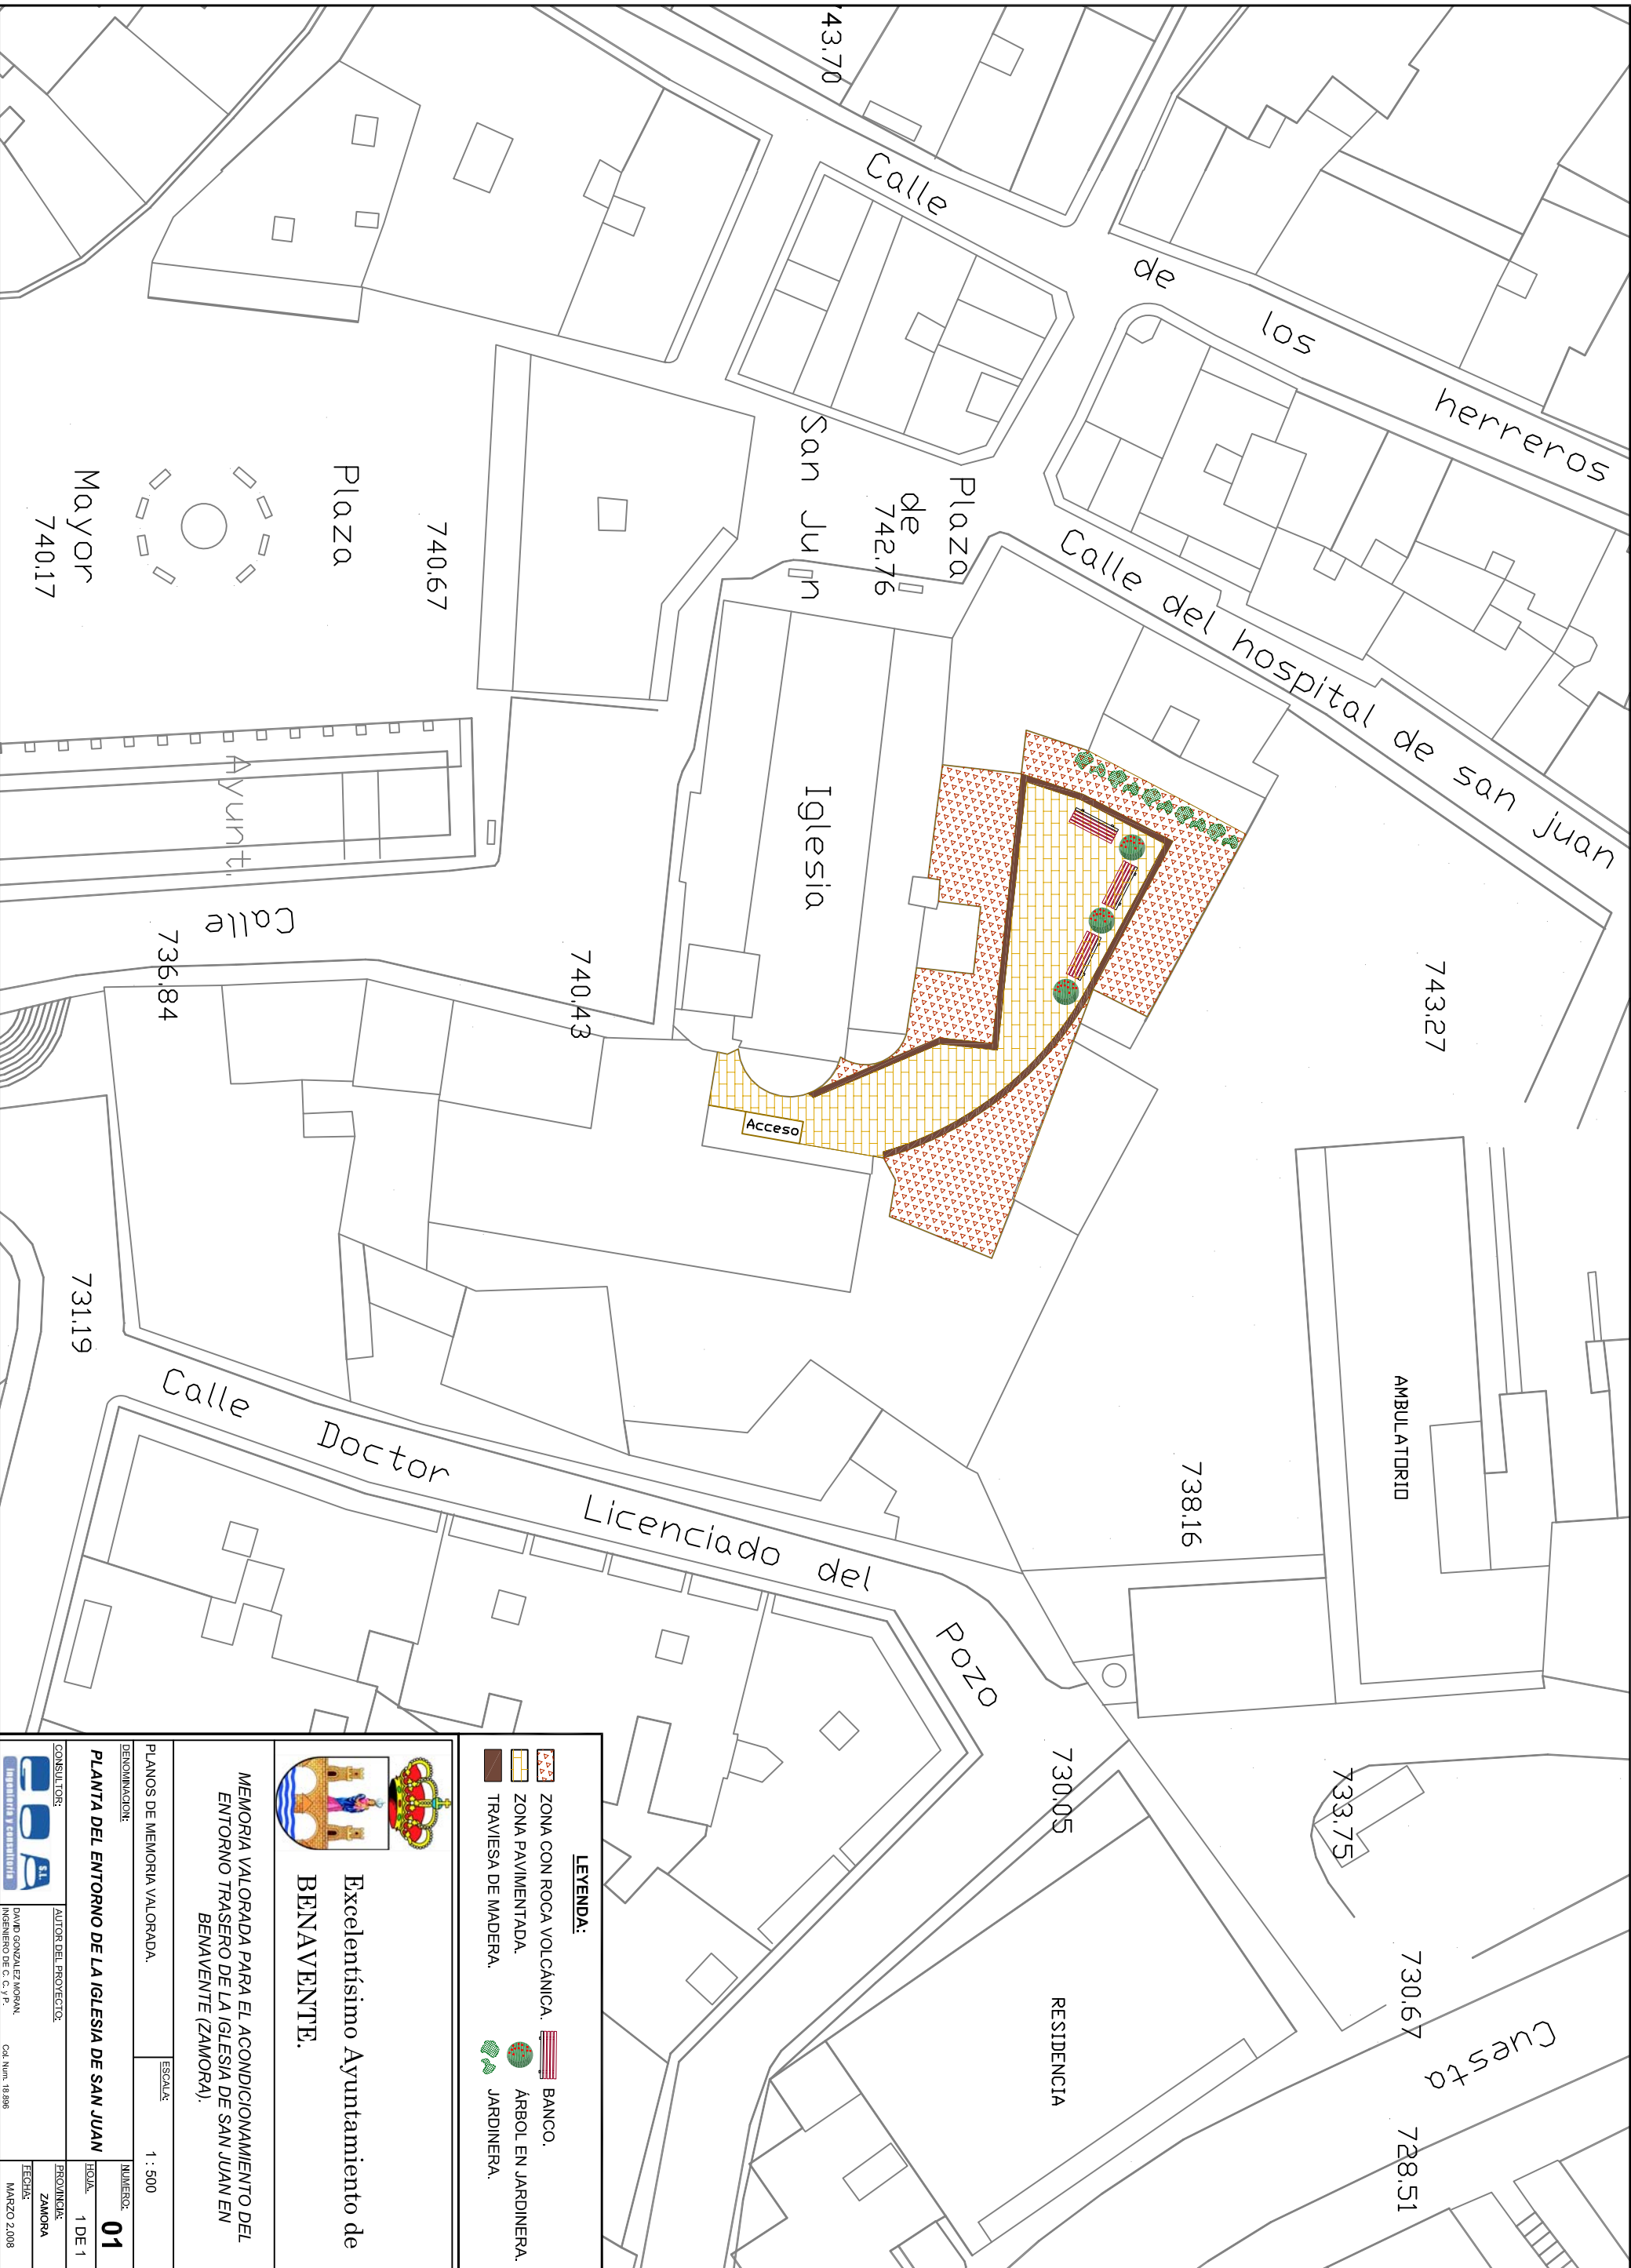 743.70
Calle
de
los
herreros
Calle del hospital de san juan
Plaza
de
742.76
San Ju n
Plaza
Mayor
740.67
740.17
Iglesia
Ayunt.
Calle
736.84
740.43
743.27
Acceso
731.19
AMBULATORIO
738.16
Calle
Doctor
Licenciado del
Pozo
730.05
733.75
RESIDENCIA
730.67
Cuesta
728.51
LEYENDA:
ZONA CON ROCA VOLCÁNICA.
ZONA PAVIMENTADA.
TRAVIESA DE MADERA.
BANCO.
ÁRBOL EN JARDINERA.
JARDINERA.
Excelentísimo Ayuntamiento de
BENAVENTE.
MEMORIA VALORADA PARA EL ACONDICIONAMIENTO DEL
ENTORNO TRASERO DE LA IGLESIA DE SAN JUAN EN
BENAVENTE (ZAMORA).
PLANOS DE MEMORIA VALORADA.
ESCALA:
1 : 500
DENOMINACION:
PLANTA DEL ENTORNO DE LA IGLESIA DE SAN JUAN
NUMERO:
01
HOJA:
1 DE 1
CONSULTOR:
S.L.
ingeniería y consultoría
AUTOR DEL PROYECTO:
DAVID GONZALEZ MORAN.
INGENIERO DE C. C. y P.
Col. Num. 18.896
PROVINCIA:
ZAMORA
FECHA:
MARZO 2.008